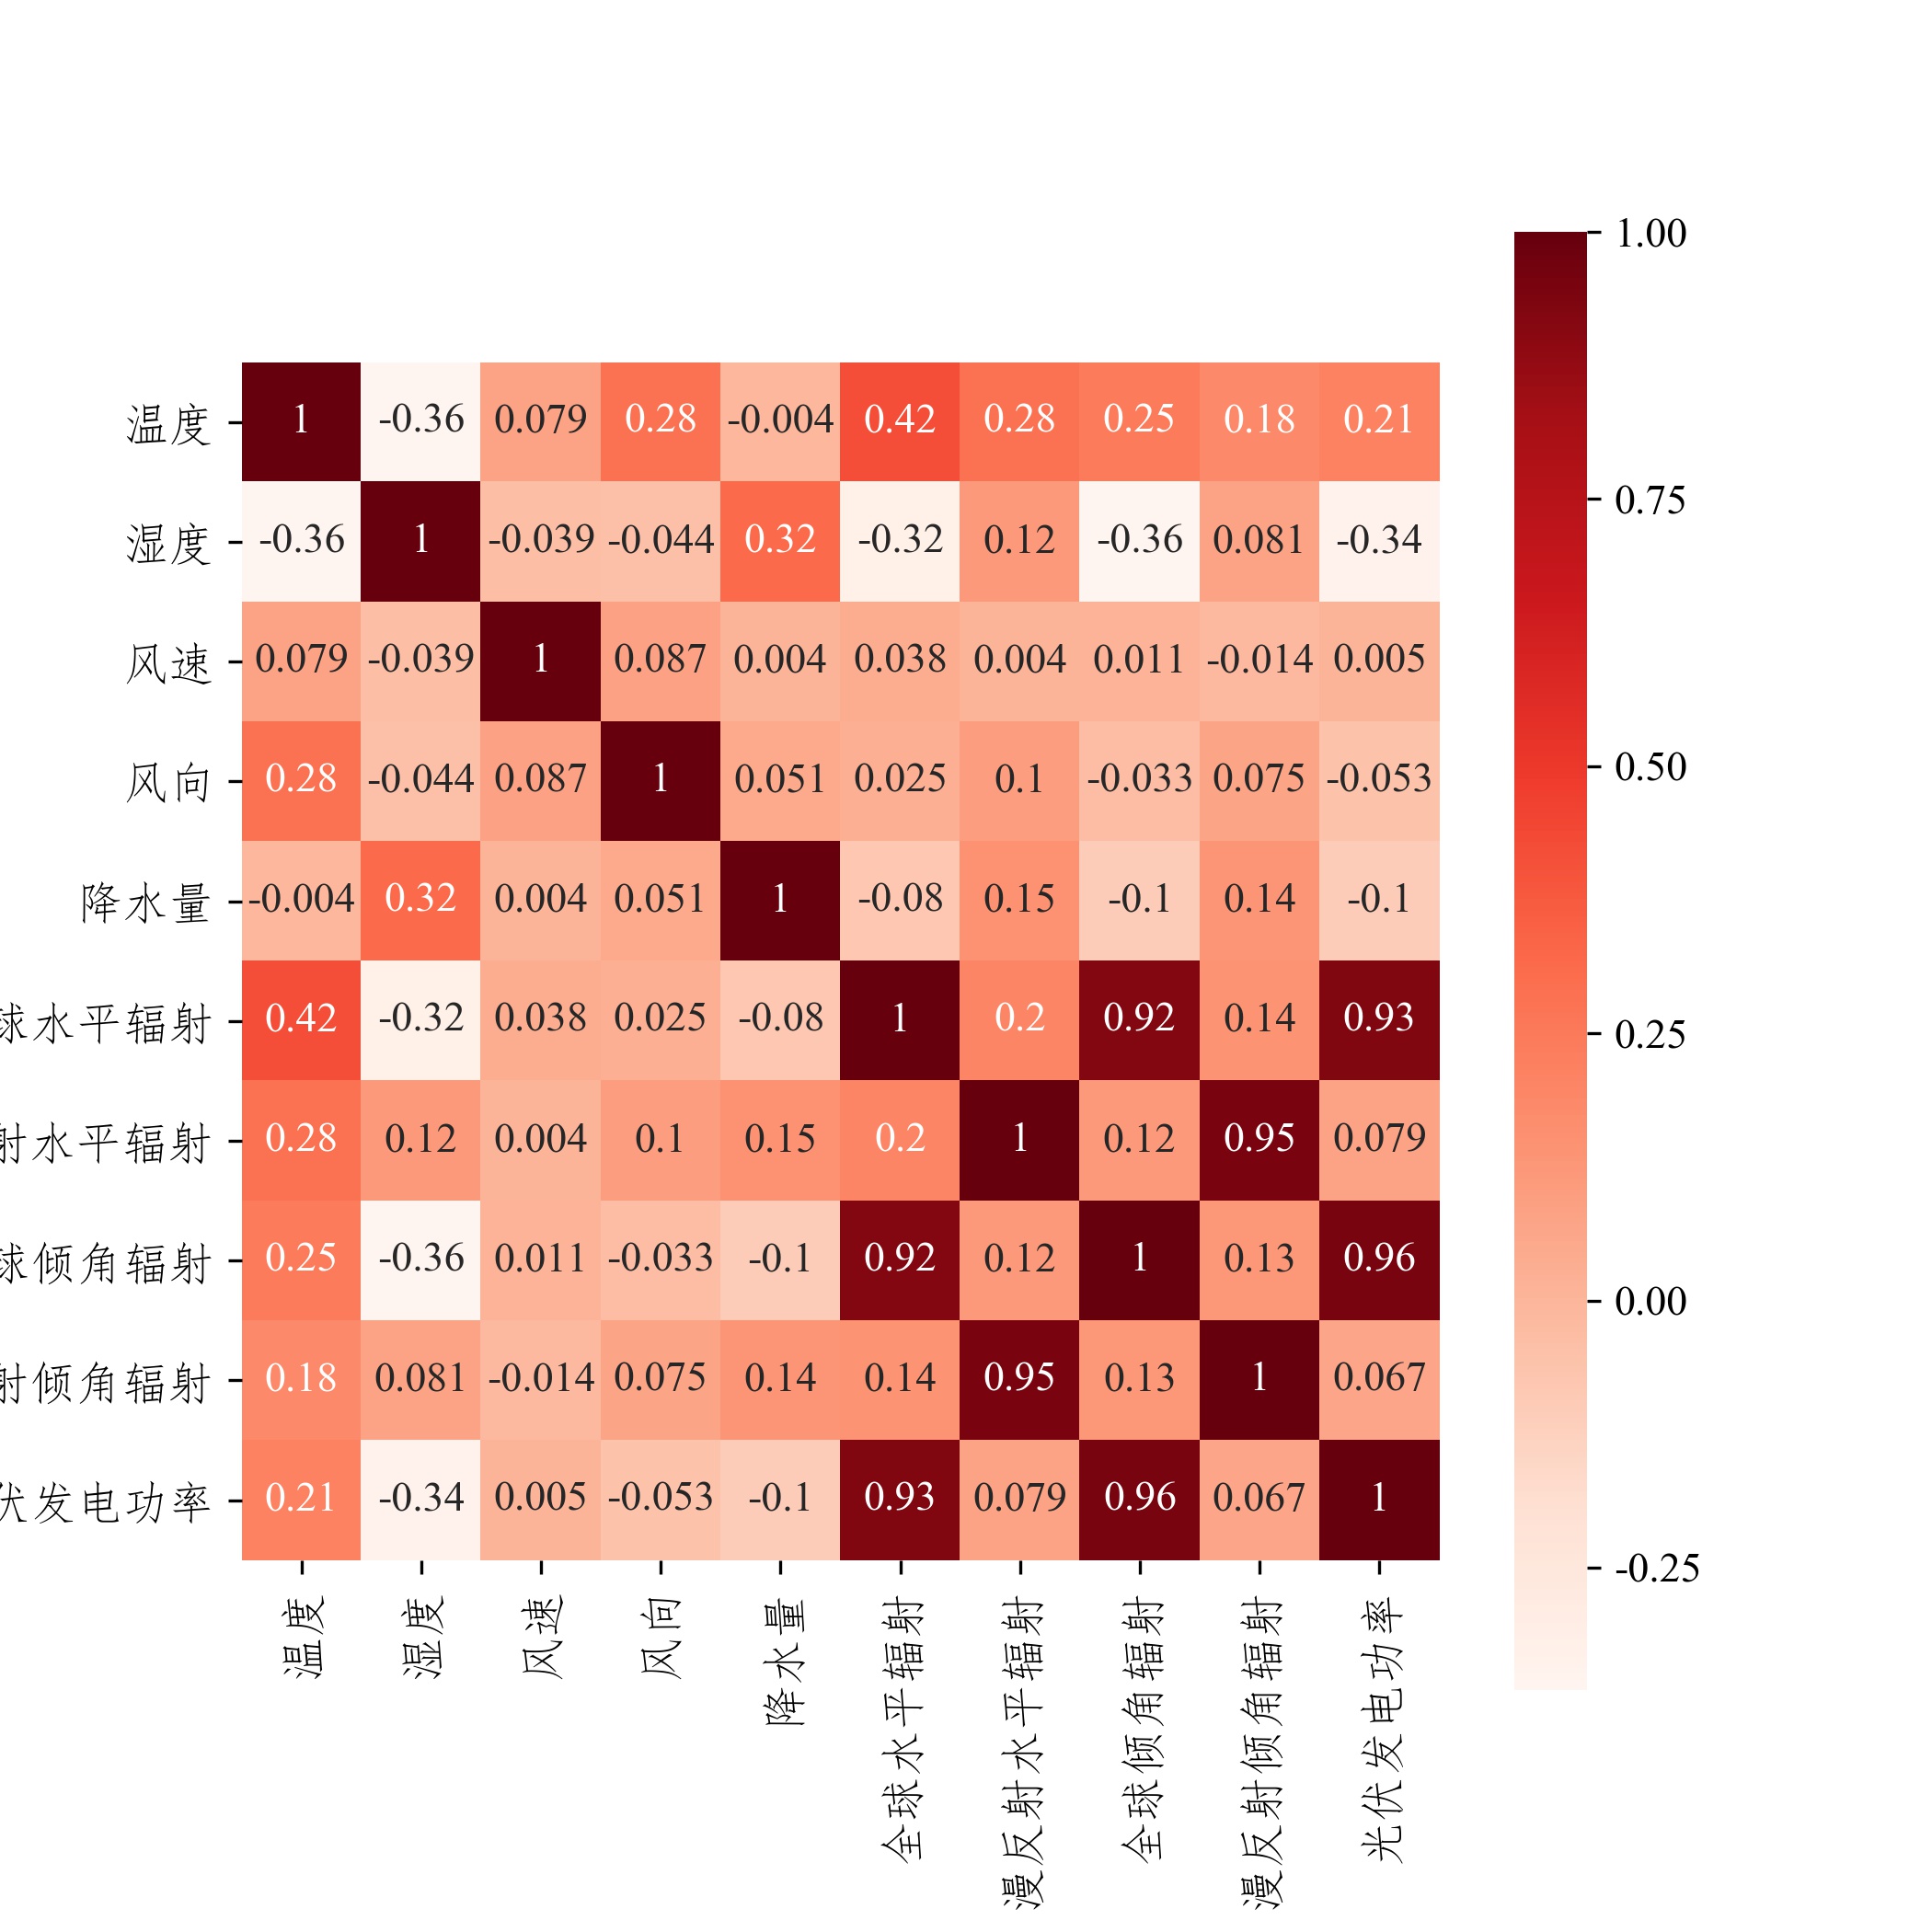 1.00
0.75
0.50
0.25
0.00
-0.25
温度 1 -0.36 0.079 0.28 -0.004 0.42 0.28 0.25 0.18 0.21
湿度 -0.36 1 -0.039 -0.044 0.32 -0.32 0.12 -0.36 0.081 -0.34
风速 0.079 -0.039 1 0.087 0.004 0.038 0.004 0.011 -0.014 0.005
风向 0.28 -0.044 0.087 1 0.051 0.025 0.1 -0.033 0.075 -0.053
降水量 -0.004 0.32 0.004 0.051 1 -0.08 0.15 -0.1 0.14 -0.1
球水平辐射 0.42 -0.32 0.038 0.025 -0.08 1 0.2 0.92 0.14 0.93
射水平辐射 0.28 0.12 0.004 0.1 0.15 0.2 1 0.12 0.95 0.079
球倾角辐射 0.25 -0.36 0.011 -0.033 -0.1 0.92 0.12 1 0.13 0.96
射倾角辐射 0.18 0.081 -0.014 0.075 0.14 0.14 0.95 0.13 1 0.067
伏发电功率 0.21 -0.34 0.005 -0.053 -0.1 0.93 0.079 0.96 0.067 1
温度
湿度
风速
风向
降水量
全球水平辐射
漫反射水平辐射
全球倾角辐射
漫反射倾角辐射
光伏发电功率